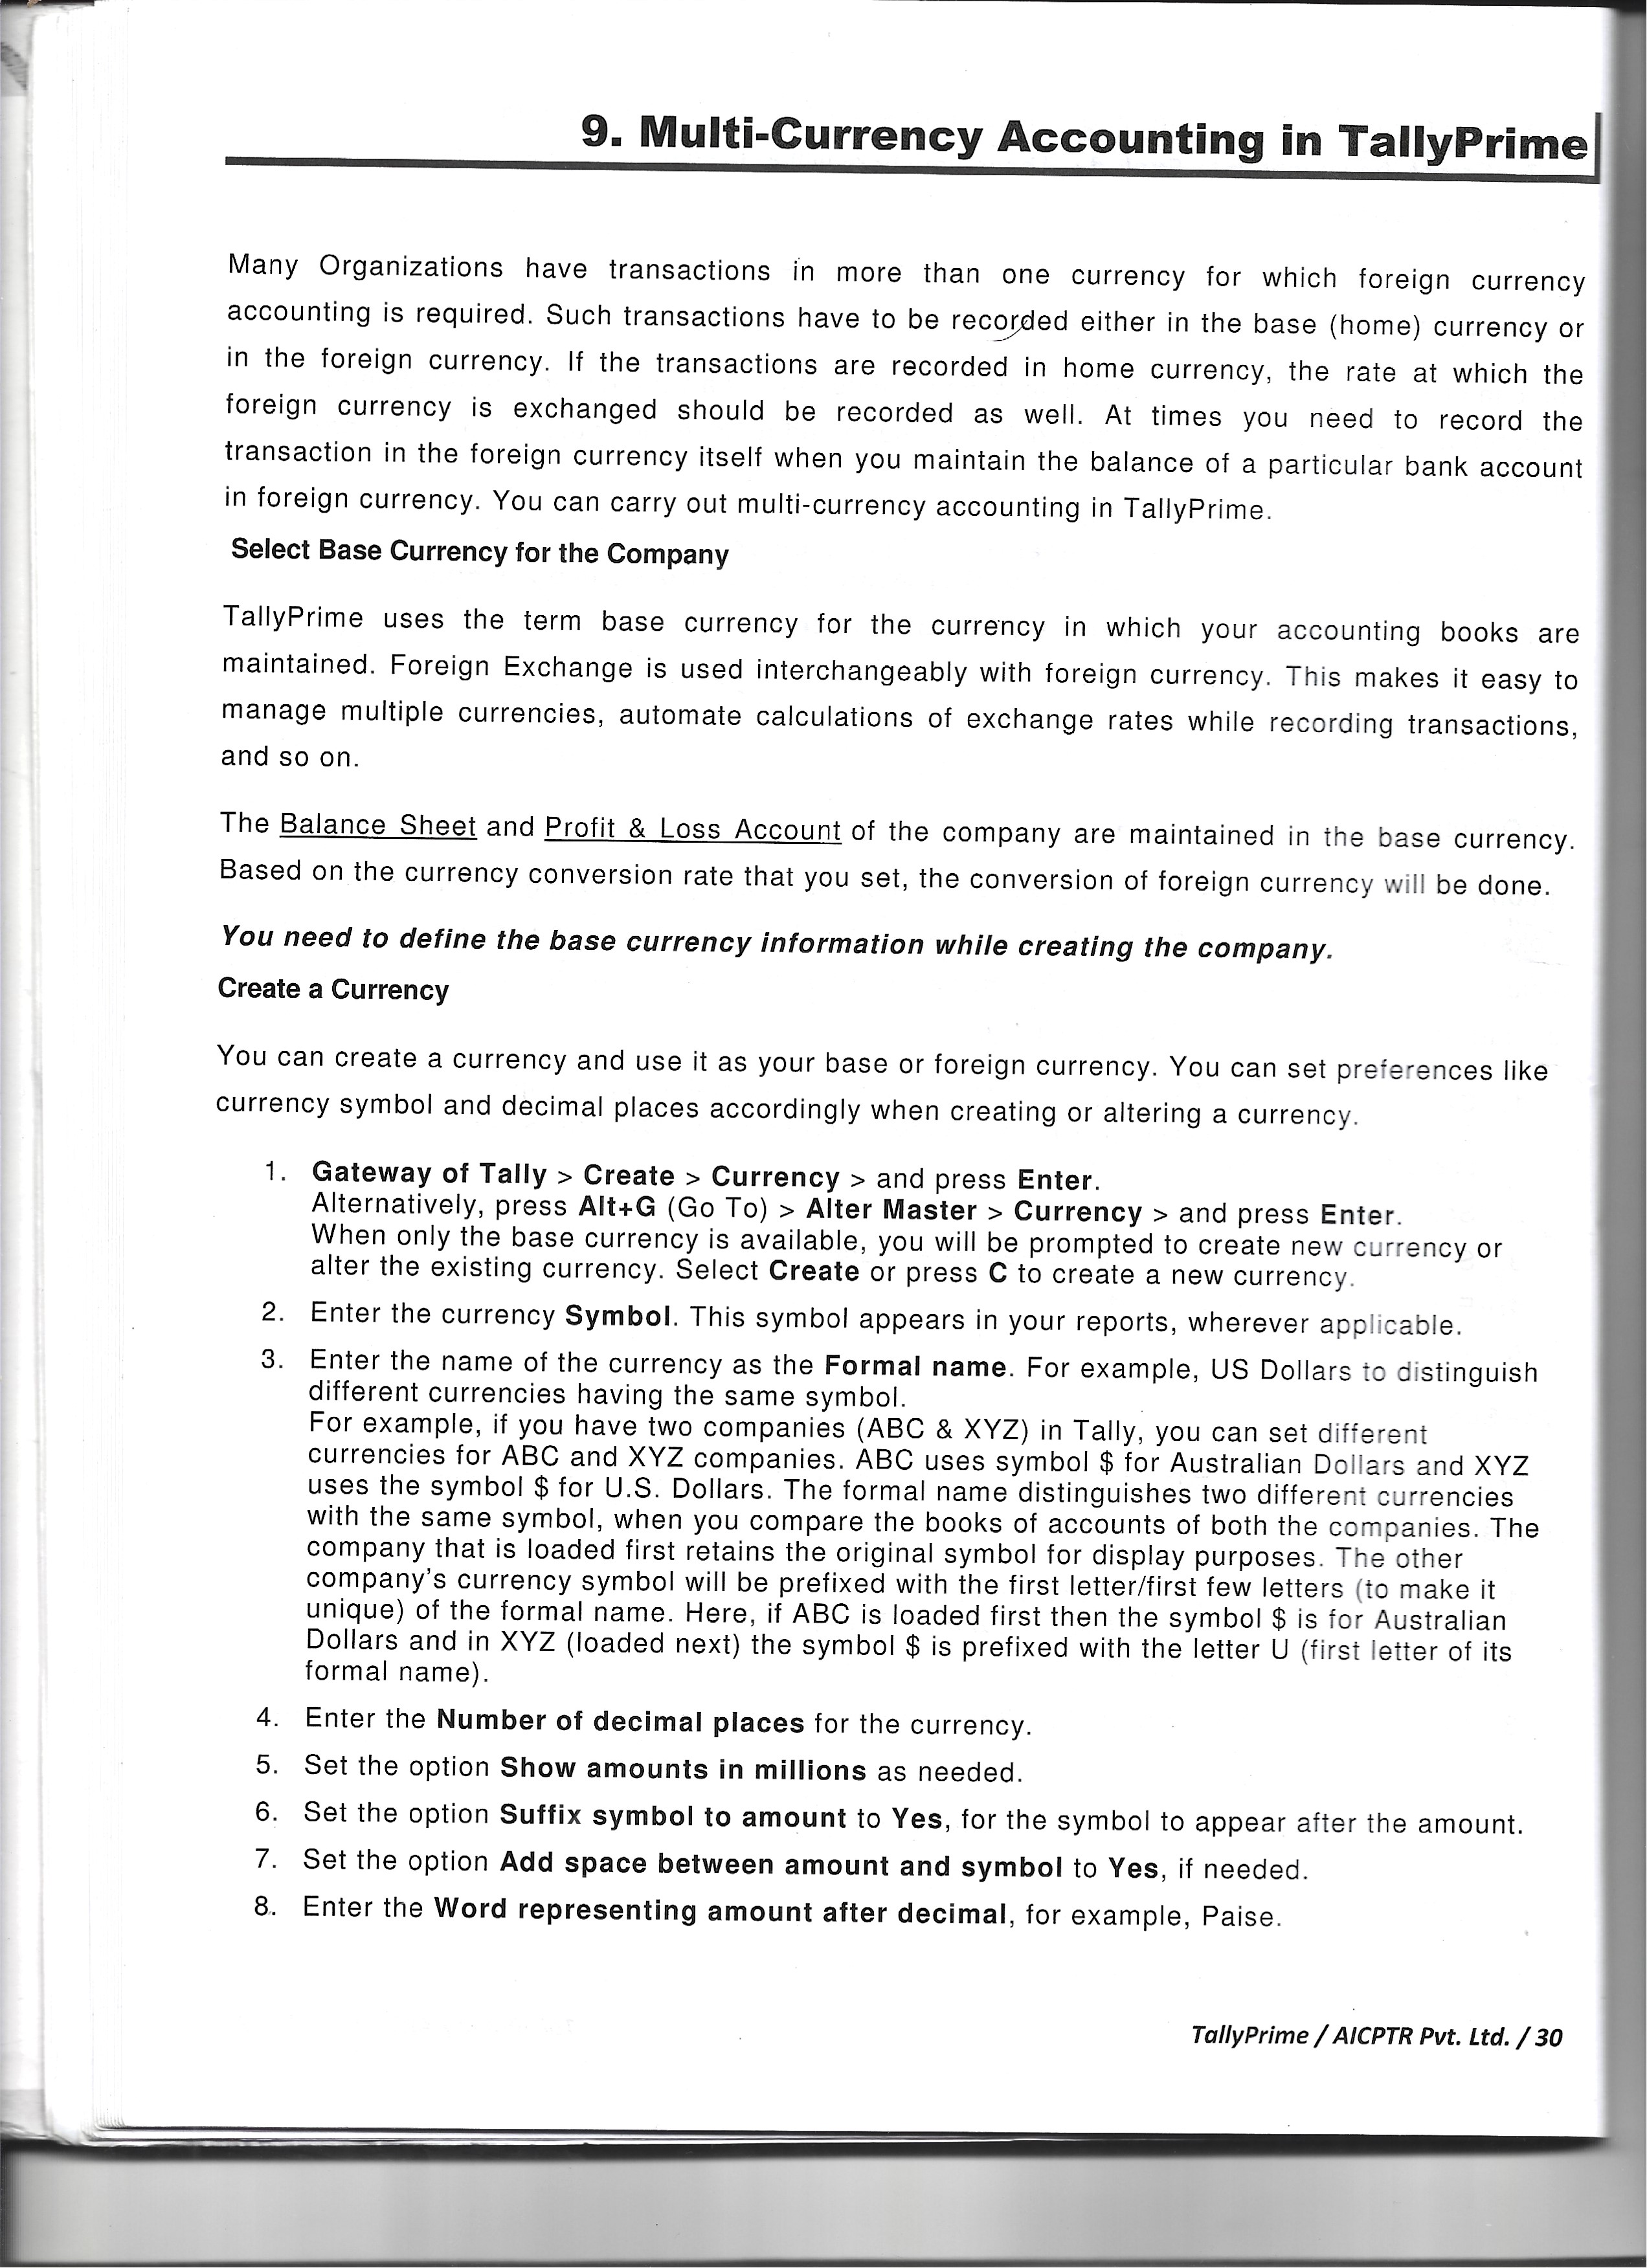 9. Multi-Currency Accounting in TallyPrime
Many Organizations have transactions in more than one currency for which foreign currency
accounting is required. Such transactions have to be recorded either in the base (home) currency or
in the foreign currency. If the transactions are recorded in home currency, the rate at which the
foreign currency is exchanged should be recorded as well. At times you need to record the
transaction in the foreign currency itself when you maintain the balance of a particular bank account
in foreign currency. You can carry out multi-currency accounting in TallyPrime.
Select Base Currency for the Company
TallyPrime uses the term base currency for the currency in which your accounting books are
maintained. Foreign Exchange is used interchangeably with foreign currency. This makes it easy to
manage multiple currencies, automate calculations of exchange rates while recording transactions,
and so on.
The Balance Sheet and Profit & Loss Account of the company are maintained in the base currency.
Based on the currency conversion rate that you set, the conversion of foreign currency will be done.
You need to define the base currency information while creating the company.
Create a Currency
You can create a currency and use it as your base or foreign currency. You can set preferences like
currency symbol and decimal places accordingly when creating or altering a currency.
1. Gateway of Tally > Create > Currency > and press Enter.
Alternatively, press Alt+G (Go To) > Alter Master > Currency > and press Enter.
When only the base currency is available, you will be prompted to create new currency or
alter the existing currency. Select Create or press C to create a new currency.
2. Enter the currency Symbol. This symbol appears in your reports, wherever applicable.
3. Enter the name of the currency as the Formal name. For example, US Dollars to distinguish
different currencies having the same symbol.
For example, if you have two companies (ABC & XYZ) in Tally, you can set different
currencies for ABC and XYZ companies. ABC uses symbol $ for Australian Dollars and XYZ
uses the symbol $ for U.S. Dollars. The formal name distinguishes two different currencies
with the same symbol, when you compare the books of accounts of both the companies. The
company that is loaded first retains the original symbol for display purposes. The other
company's currency symbol will be prefixed with the first letter/first few letters (to make it
unique) of the formal name. Here, if ABC is loaded first then the symbol $ is for Australian
Dollars and in XYZ (loaded next) the symbol $ is prefixed with the letter U (first letter of its
formal name).
4. Enter the Number of decimal places for the currency.
5. Set the option Show amounts in millions as needed.
6. Set the option Suffix symbol to amount to Yes, for the symbol to appear after the amount.
7. Set the option Add space between amount and symbol to Yes, if needed.
8. Enter the Word representing amount after decimal, for example, Paise.
TallyPrime / AICPTR Pvt. Ltd. / 30